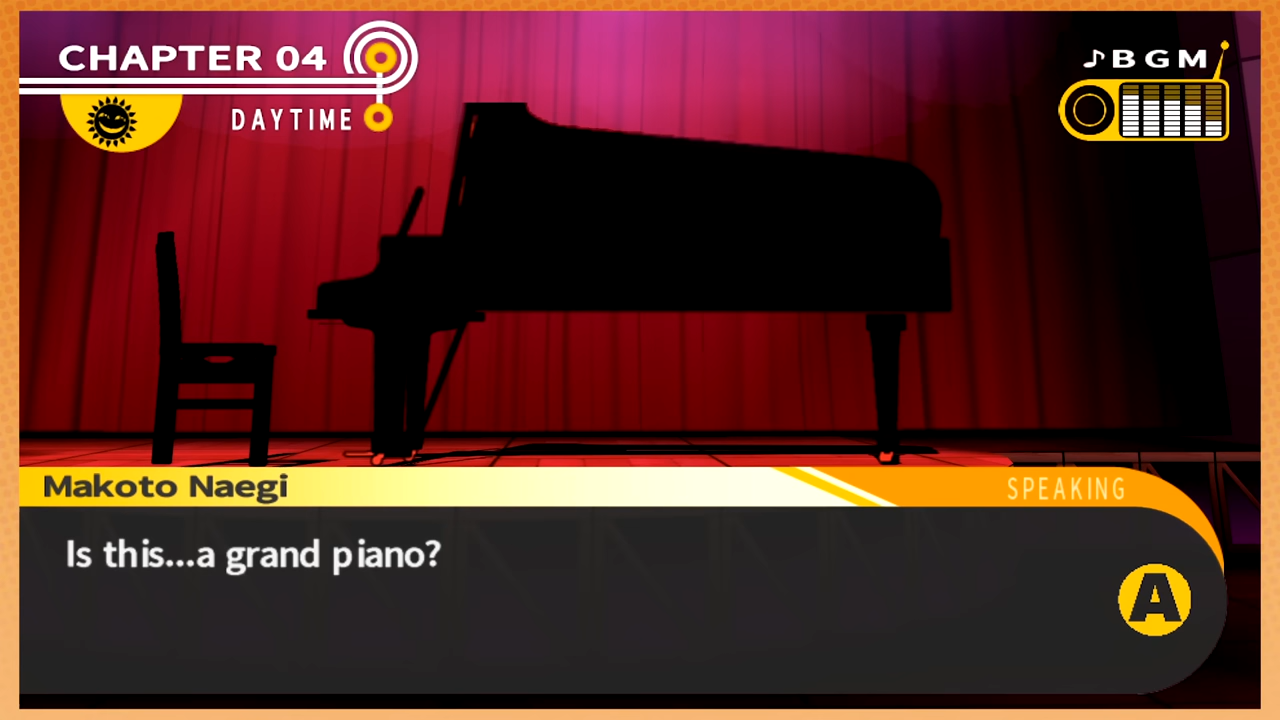 CHAPTER 04
DAYTIME
♪BGM
Makoto Naegi
SPEAKING
Is this...a grand piano?
A